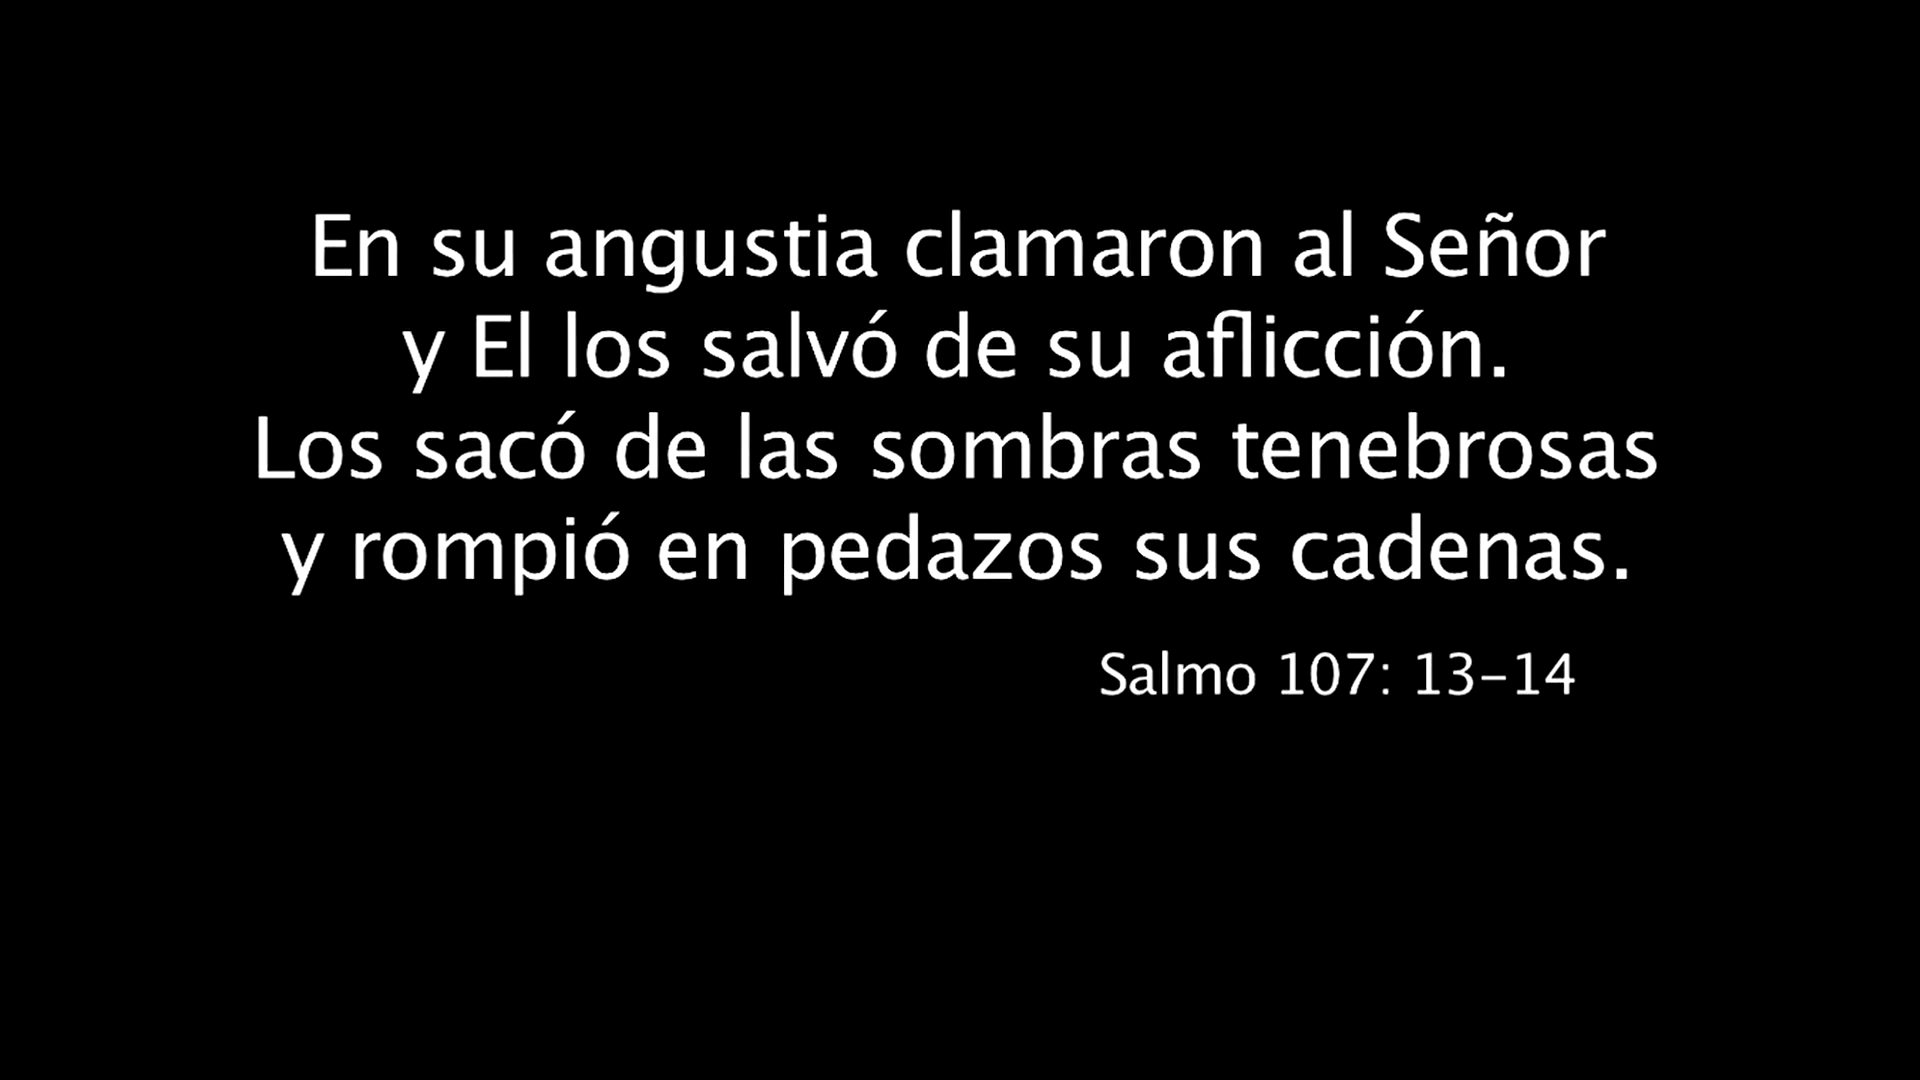 En su angustia clamaron al Señor
y El los salvó de su aflicción.
Los sacó de las sombras tenebrosas
y rompió en pedazos sus cadenas.
Salmo 107: 13-14